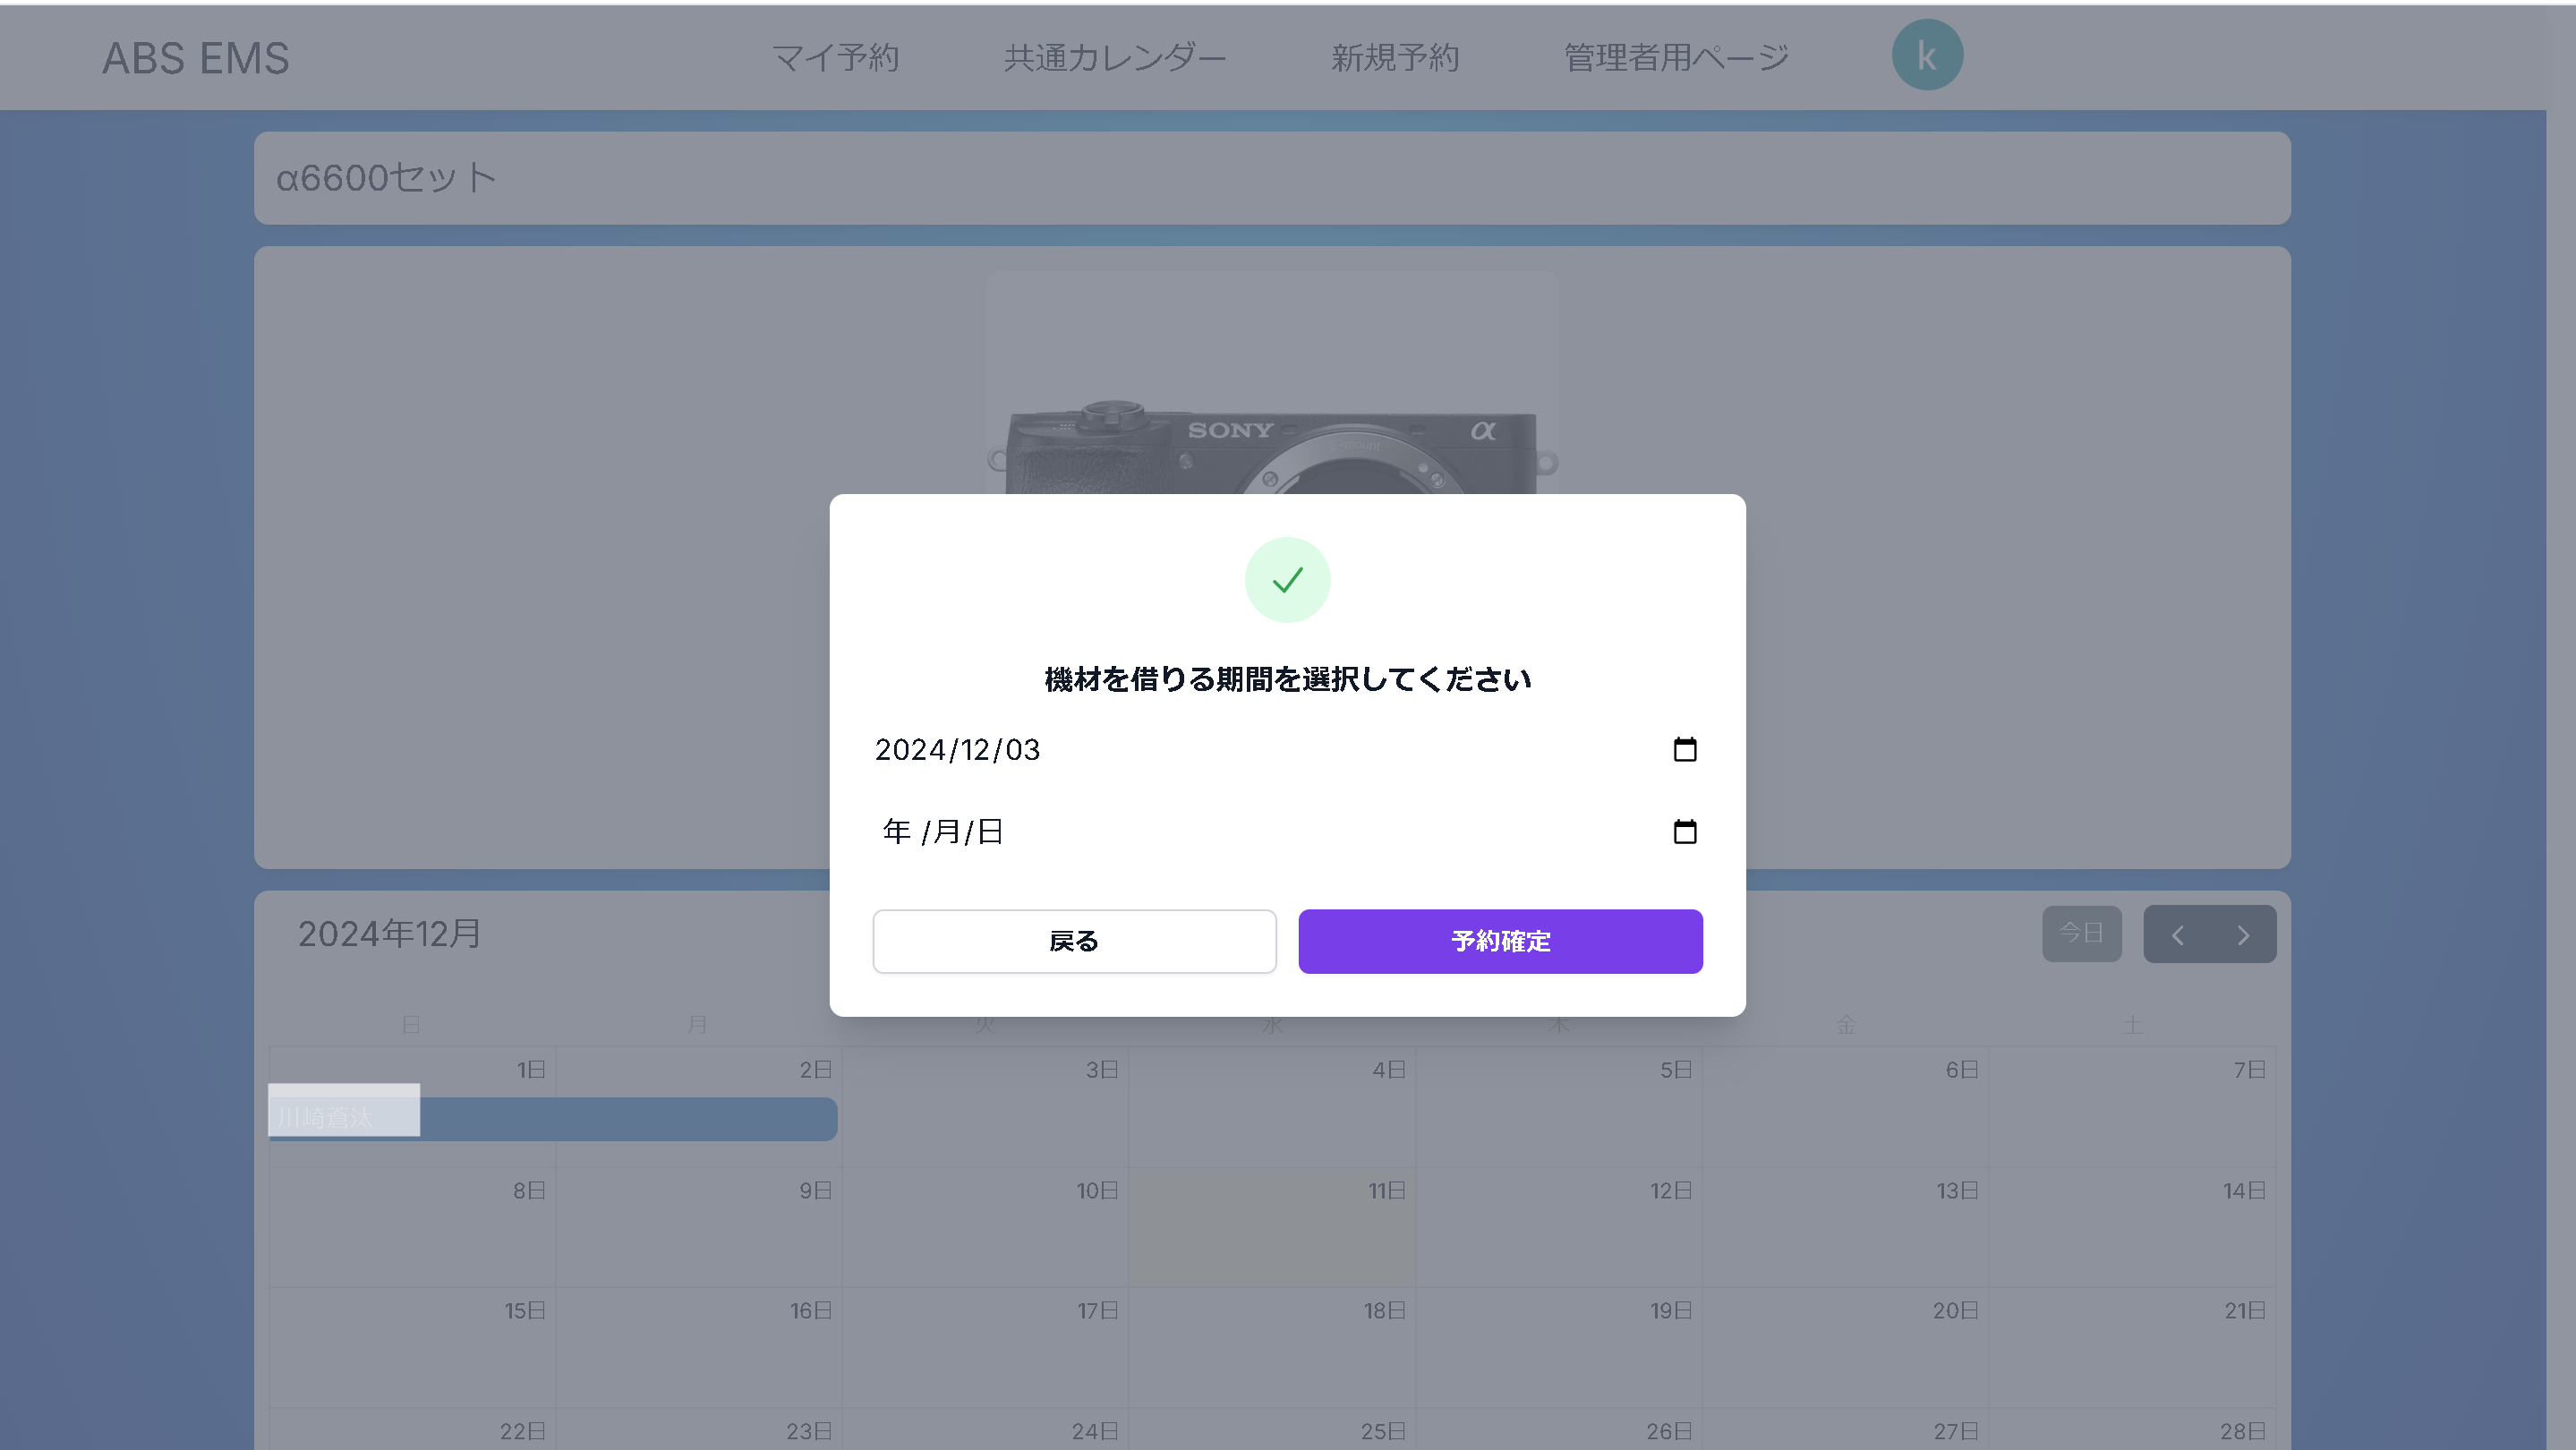 ABS EMS
マイ予約 共通カレンダー 新規予約 管理者用ページ k
α6600セット
SONY α
E-mount
機材を借りる期間を選択してください
2024/12/03
年 /月/日
戻る 予約確定
2024年12月 今日
日 月 火 水 木 金 土
1日 2日 3日 4日 5日 6日 7日
川崎蒼汰
8日 9日 10日 11日 12日 13日 14日
15日 16日 17日 18日 19日 20日 21日
22日 23日 24日 25日 26日 27日 28日